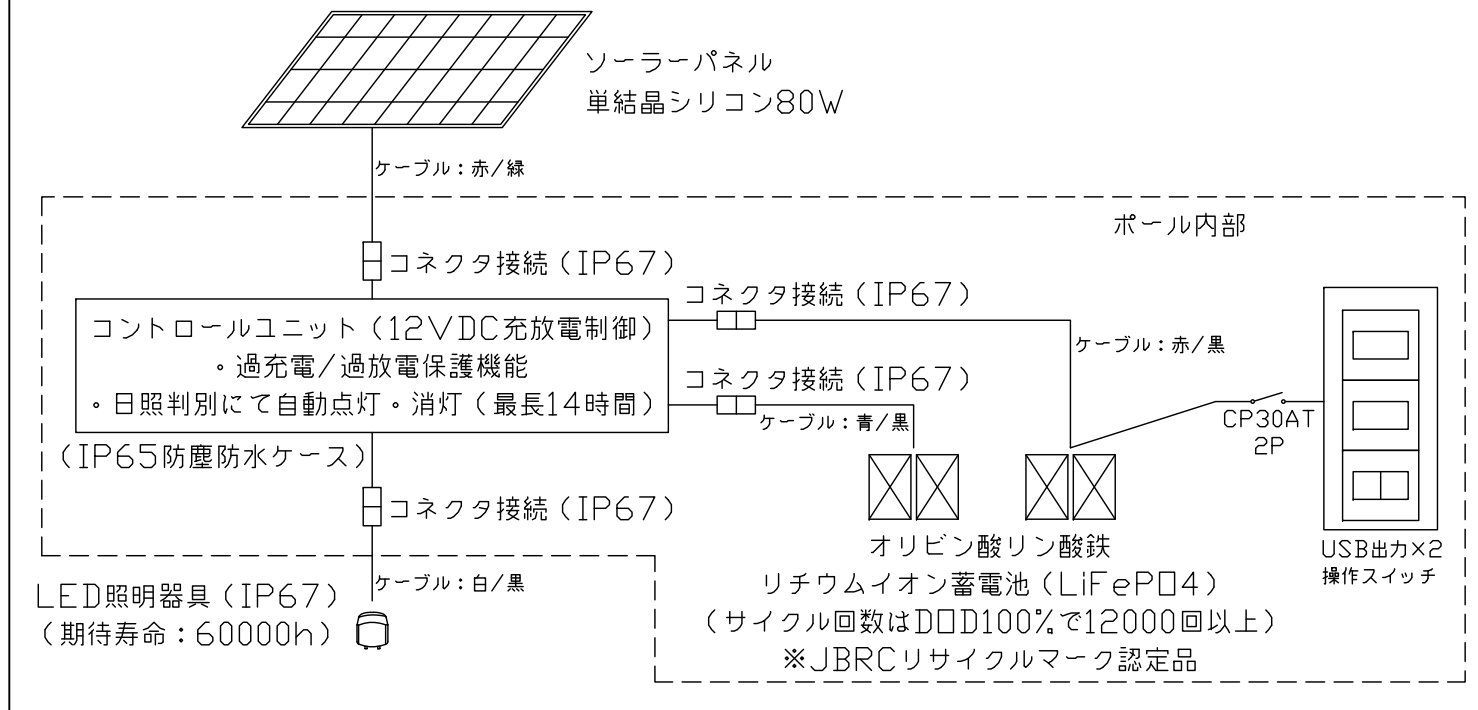 ソーラーパネル
単結晶シリコン80W
ケーブル：赤/緑
ポール内部
コネクタ接続（IP67）
コネクタ接続（IP67）
コントロールユニット（12VDC充放電制御）
・過充電/過放電保護機能
・日照判別にて自動点灯・消灯（最長14時間）
ケーブル：赤/黒
コネクタ接続（IP67）
ケーブル：青/黒
CP30AT
2P
（IP65防塵防水ケース）
コネクタ接続（IP67）
オリビン酸リン酸鉄
リチウムイオン蓄電池（LiFePO4）
（サイクル回数はDOD100%で12000回以上）
※JBRCリサイクルマーク認定品
USB出力×2
操作スイッチ
ケーブル：白/黒
LED照明器具（IP67）
（期待寿命：60000h）